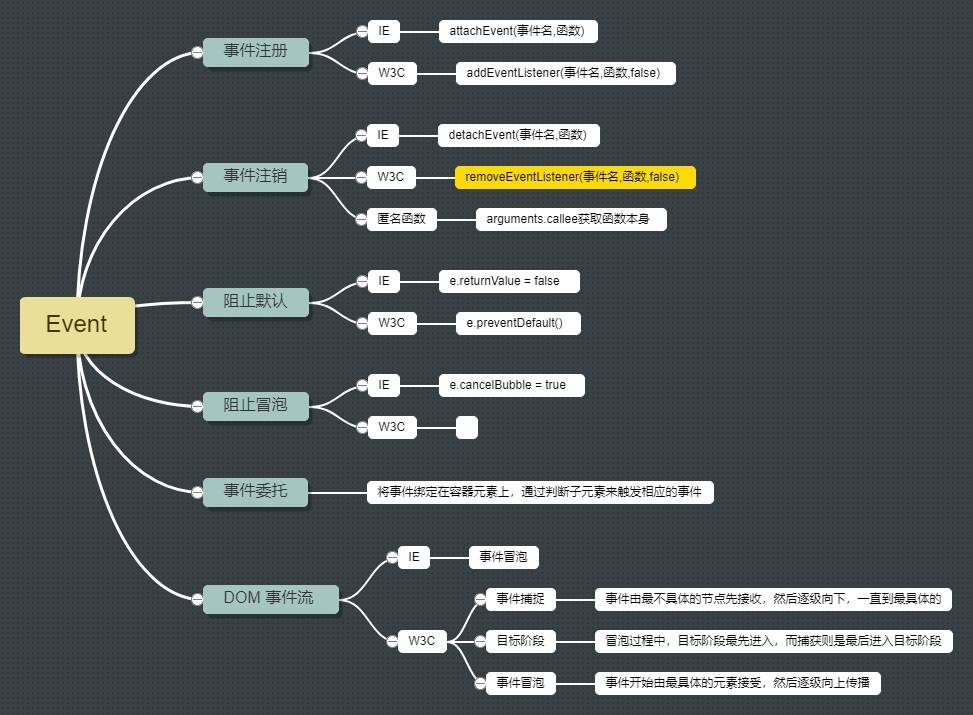 Event
事件注册
IE
attachEvent(事件名,函数)
W3C
addEventListener(事件名,函数,false)
事件注销
IE
detachEvent(事件名,函数)
W3C
removeEventListener(事件名,函数,false)
匿名函数
arguments.callee获取函数本身
阻止默认
IE
e.returnValue = false
W3C
e.preventDefault()
阻止冒泡
IE
e.cancelBubble = true
W3C
事件委托
将事件绑定在容器元素上，通过判断子元素来触发相应的事件
DOM 事件流
IE
事件冒泡
W3C
事件捕捉
事件由最不具体的节点先接收，然后逐级向下，一直到最具体的
目标阶段
冒泡过程中，目标阶段最先进入，而捕获则是最后进入目标阶段
事件冒泡
事件开始由最具体的元素接受，然后逐级向上传播